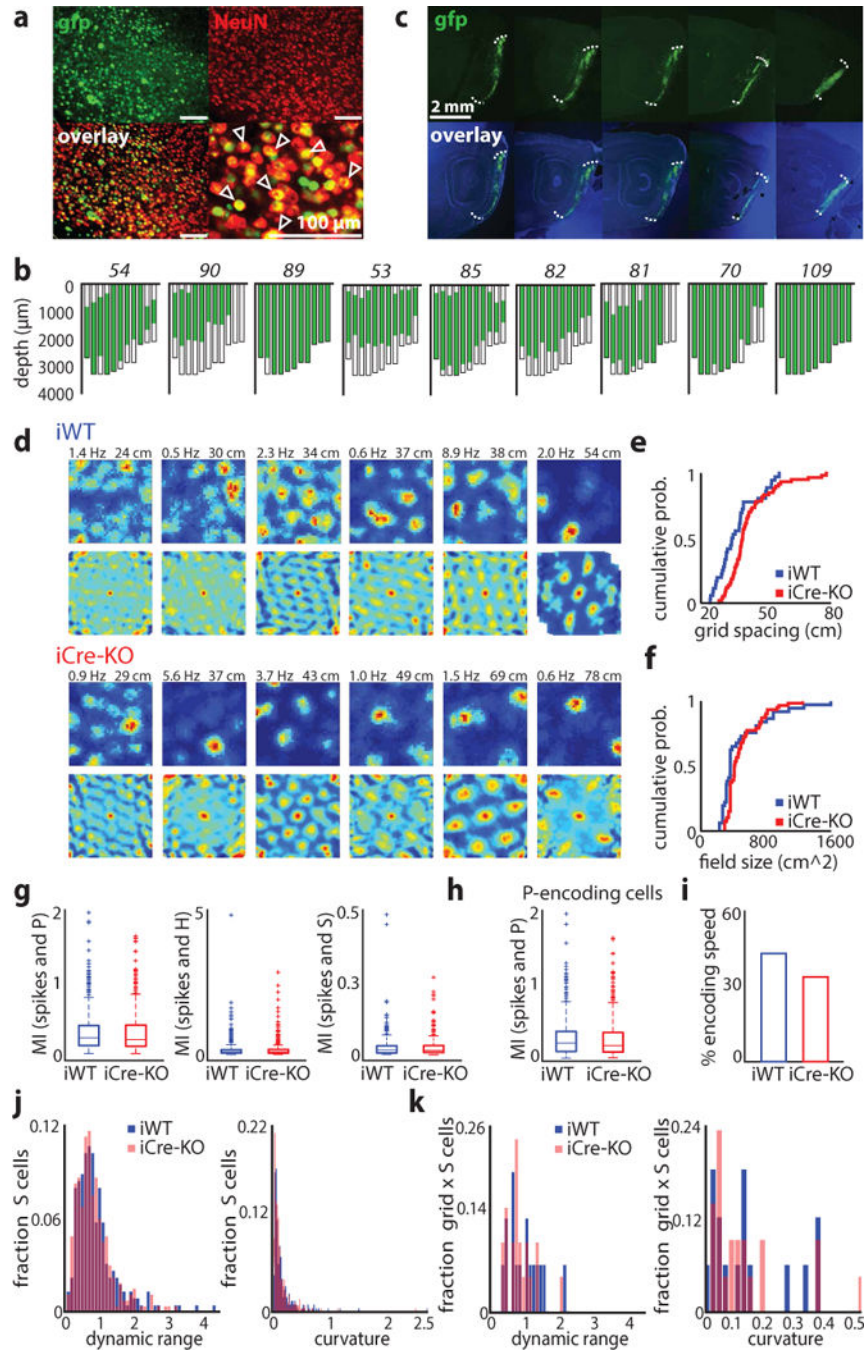 a
gfp
NeuN
overlay
100 µm
c
gfp
2 mm
overlay
b
54 90 89 53 85 82 81 70 109
depth (µm)
0
1000
2000
3000
4000
d
iWT
1.4 Hz 24 cm 0.5 Hz 30 cm 2.3 Hz 34 cm 0.6 Hz 37 cm 8.9 Hz 38 cm 2.0 Hz 54 cm
iCre-KO
0.9 Hz 29 cm 5.6 Hz 37 cm 3.7 Hz 43 cm 1.0 Hz 49 cm 1.5 Hz 69 cm 0.6 Hz 78 cm
e
cumulative prob.
1
0.5
0
iWT
iCre-KO
20 50 80
grid spacing (cm)
f
cumulative prob.
1
0.5
0
iWT
iCre-KO
0 800 1600
field size (cm^2)
g
MI (spikes and P)
2
1
0
iWT iCre-KO
MI (spikes and H)
5
0
iWT iCre-KO
MI (spikes and S)
0.5
0.3
0
iWT iCre-KO
h
P-encoding cells
MI (spikes and P)
2
1
0
iWT iCre-KO
i
% encoding speed
60
30
0
iWT iCre-KO
j
fraction S cells
0.12
0.06
0
iWT
iCre-KO
0 1 2 3 4
dynamic range
fraction S cells
0.22
0.12
0
0 1 2 2.5
curvature
k
fraction grid x S cells
0.26
0.14
0
iWT
iCre-KO
0 1 2 3 4
dynamic range
fraction grid x S cells
0.24
0.12
0
0 0.1 0.2 0.3 0.4 0.5
curvature